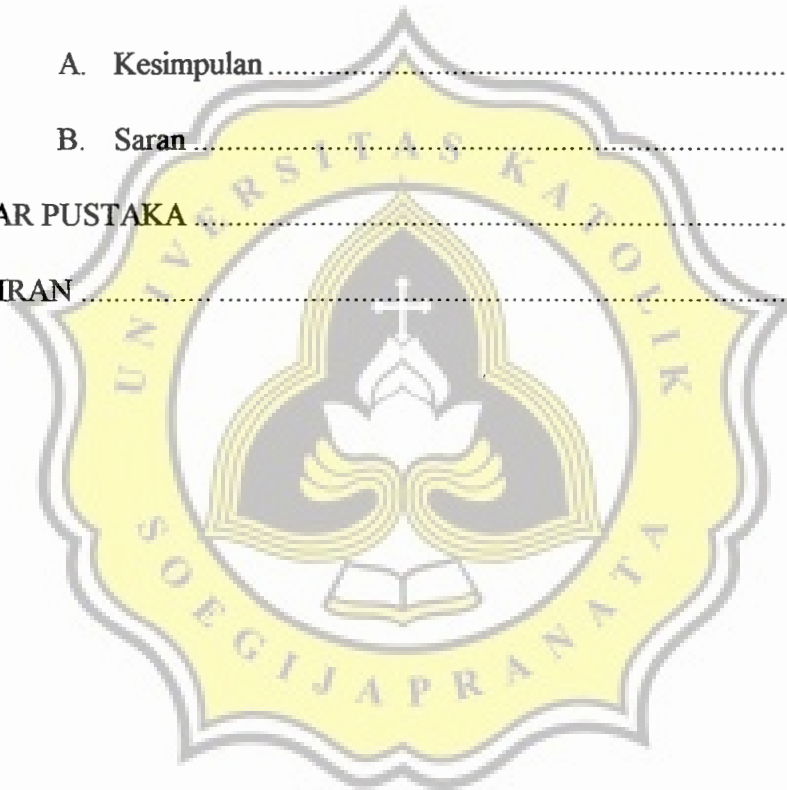 A. Kesimpulan ........................................................................
B. Saran ........................................................................
AR PUSTAKA ........................................................................
IRAN ........................................................................
UNIVERSITAS KATOLIK
SOEGIJAPRANATA